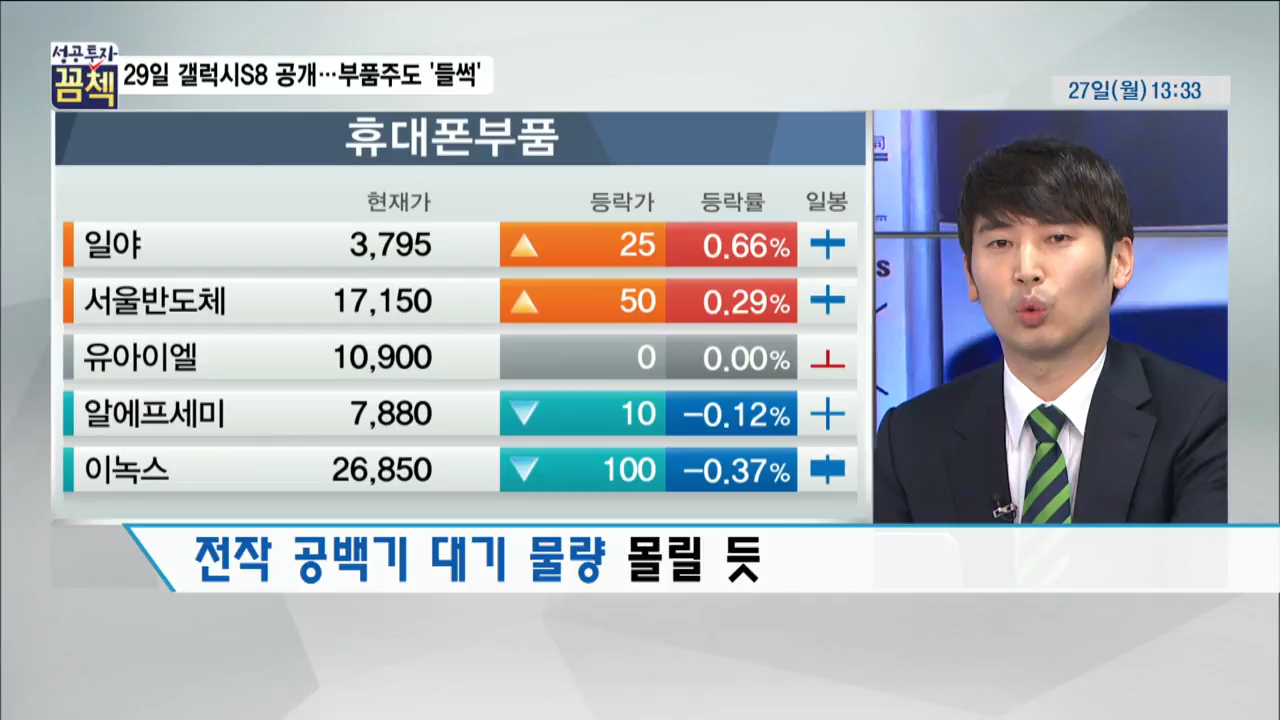 성공투자
꼼첵
29일 갤럭시S8 공개…부품주도 '들썩'
27일(월) 13:33
휴대폰부품
현재가 등락가 등락률 일봉
일야 3,795 ▲ 25 0.66%
서울반도체 17,150 ▲ 50 0.29%
유아이엘 10,900 0 0.00%
알에프세미 7,880 ▼ 10 −0.12%
이녹스 26,850 ▼ 100 −0.37%
전작 공백기 대기 물량 몰릴 듯